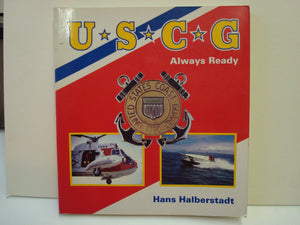 U★S★C★G
Always Ready
UNITED STATES COAST GUARD
Hans Halberstadt